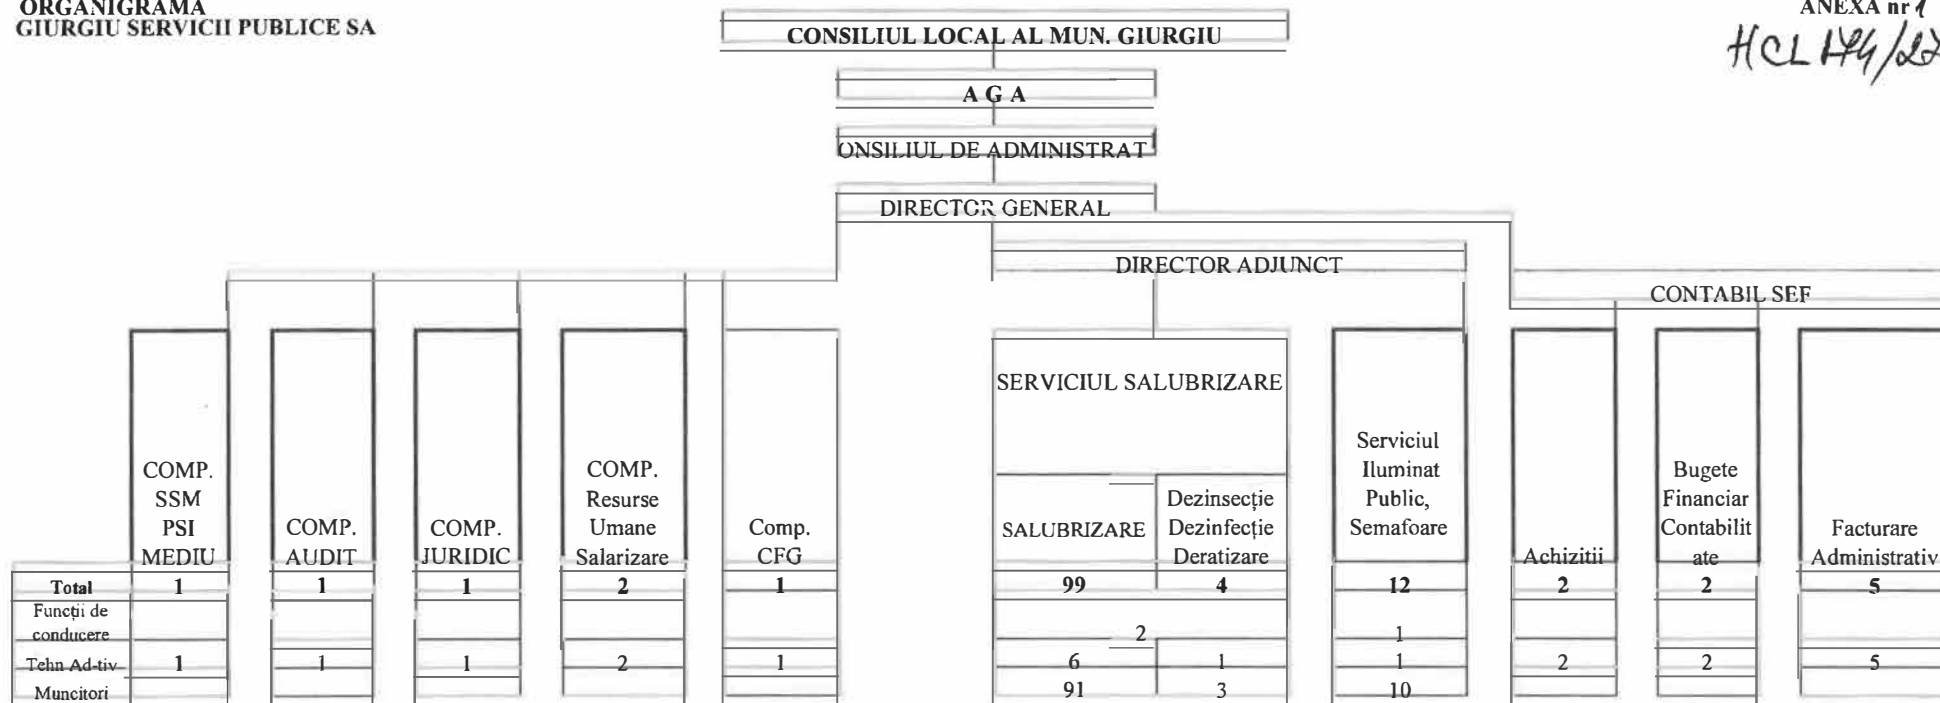 ORGANIGRAMA
GIURGIU SERVICII PUBLICE SA
ANEXA nr 1
HCL 174/27
CONSILIUL LOCAL AL MUN. GIURGIU
A G A
ONSILIUL DE ADMINISTRAT
DIRECTOR GENERAL
DIRECTOR ADJUNCT
CONTABIL SEF
COMP.
SSM
PSI
MEDIU
COMP.
AUDIT
COMP.
JURIDIC
COMP.
Resurse
Umane
Salarizare
Comp.
CFG
SERVICIUL SALUBRIZARE
SALUBRIZARE
Dezinsecție
Dezinfecție
Deratizare
Serviciul
Iluminat
Public,
Semafoare
Achizitii
Bugete
Financiar
Contabilit
ate
Facturare
Administrativ
Total 1 1 1 2 1 99 4 12 2 2 5
Funcții de
conducere 2 1
Tehn Ad-tiv 1 1 1 2 1 6 1 1 2 2 5
Muncitori 91 3 10